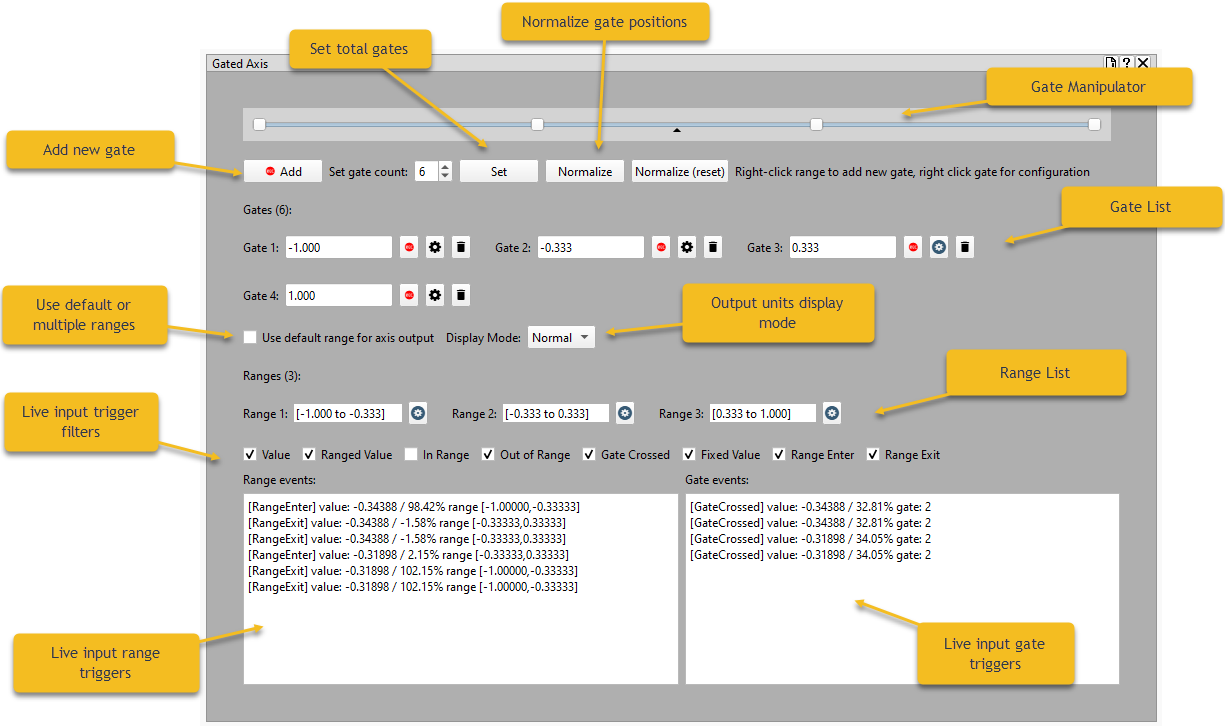 Normalize gate positions
Set total gates
Gated Axis
Gate Manipulator
Add new gate
Add Set gate count: 6 Set Normalize Normalize (reset) Right-click range to add new gate, right click gate for configuration
Gates (6):
Gate List
Gate 1: -1.000 Gate 2: -0.333 Gate 3: 0.333
Gate 4: 1.000
Use default or
multiple ranges
Output units display
mode
Use default range for axis output Display Mode: Normal
Ranges (3):
Range List
Range 1: [-1.000 to -0.333] Range 2: [-0.333 to 0.333] Range 3: [0.333 to 1.000]
Live input trigger
filters
Value Ranged Value In Range Out of Range Gate Crossed Fixed Value Range Enter Range Exit
Range events:
[RangeEnter] value: -0.34388 / 98.42% range [-1.00000,-0.33333]
[RangeExit] value: -0.34388 / -1.58% range [-0.33333,0.33333]
[RangeExit] value: -0.34388 / -1.58% range [-0.33333,0.33333]
[RangeEnter] value: -0.31898 / 2.15% range [-0.33333,0.33333]
[RangeExit] value: -0.31898 / 102.15% range [-1.00000,-0.33333]
[RangeExit] value: -0.31898 / 102.15% range [-1.00000,-0.33333]
Gate events:
[GateCrossed] value: -0.34388 / 32.81% gate: 2
[GateCrossed] value: -0.34388 / 32.81% gate: 2
[GateCrossed] value: -0.31898 / 34.05% gate: 2
[GateCrossed] value: -0.31898 / 34.05% gate: 2
Live input range
triggers
Live input gate
triggers